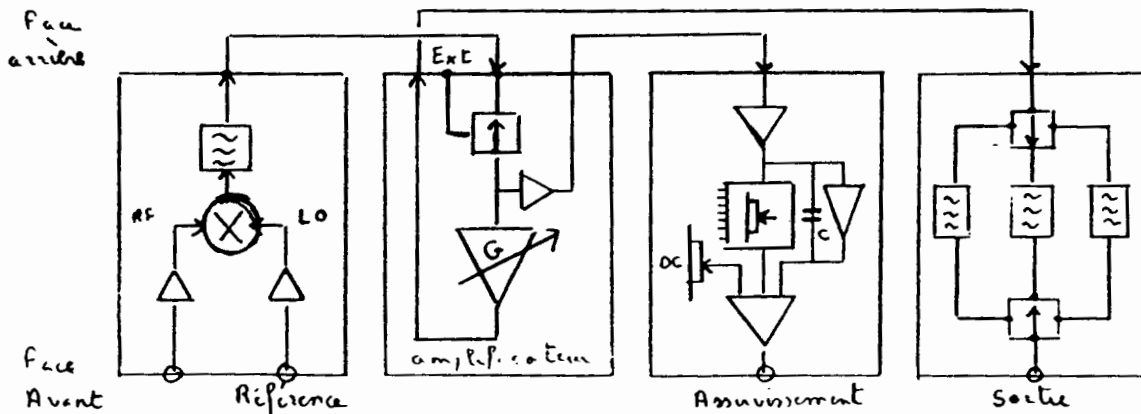 Face
arrière
Ext
RF
LO
G
DC
C
Face
Avant
Référence
amplificateur
Asservissement
Sortie